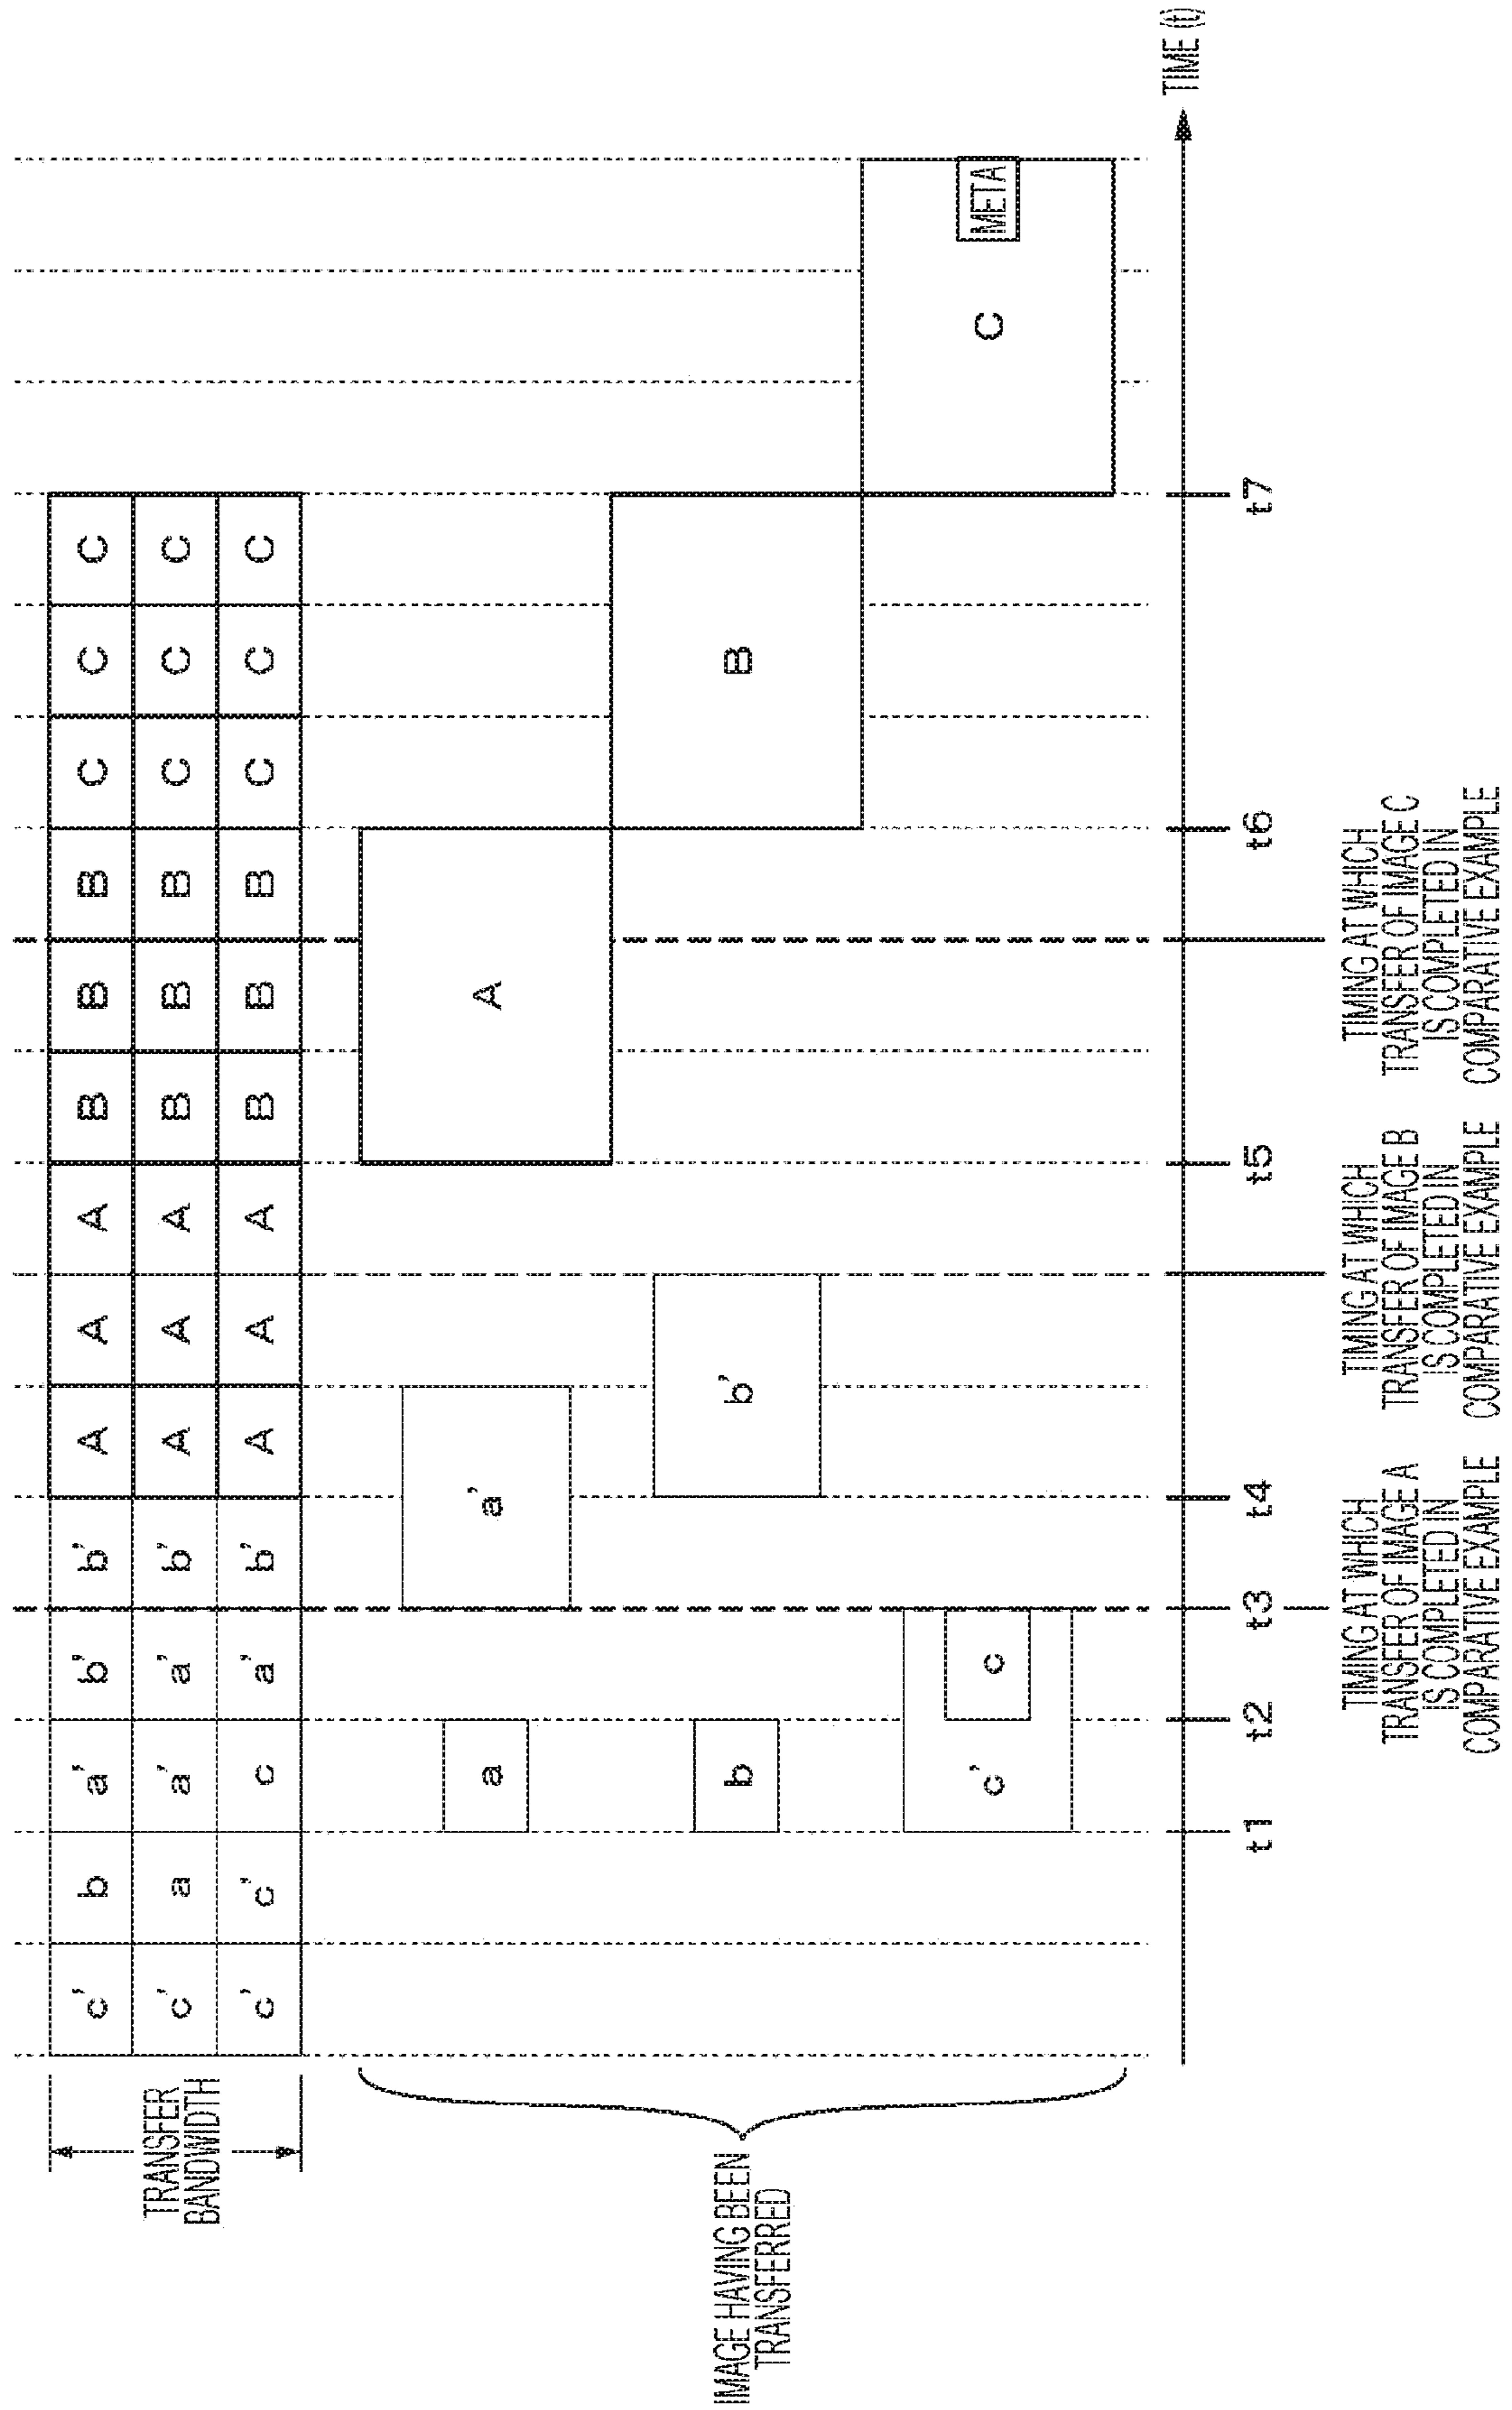 TRANSFER
BANDWIDTH
c' b a' b' b' A A A B B B C C C
c' a a' a' b' A A A B B B C C C
c' c' c a' b' A A A B B B C C C
IMAGE HAVING BEEN
TRANSFERRED
a a' A
b b' B
c' c C META
TIME (t)
t1 t2 t3 t4 t5 t6 t7
TIMING AT WHICH
TRANSFER OF IMAGE A
IS COMPLETED IN
COMPARATIVE EXAMPLE
TIMING AT WHICH
TRANSFER OF IMAGE B
IS COMPLETED IN
COMPARATIVE EXAMPLE
TIMING AT WHICH
TRANSFER OF IMAGE C
IS COMPLETED IN
COMPARATIVE EXAMPLE